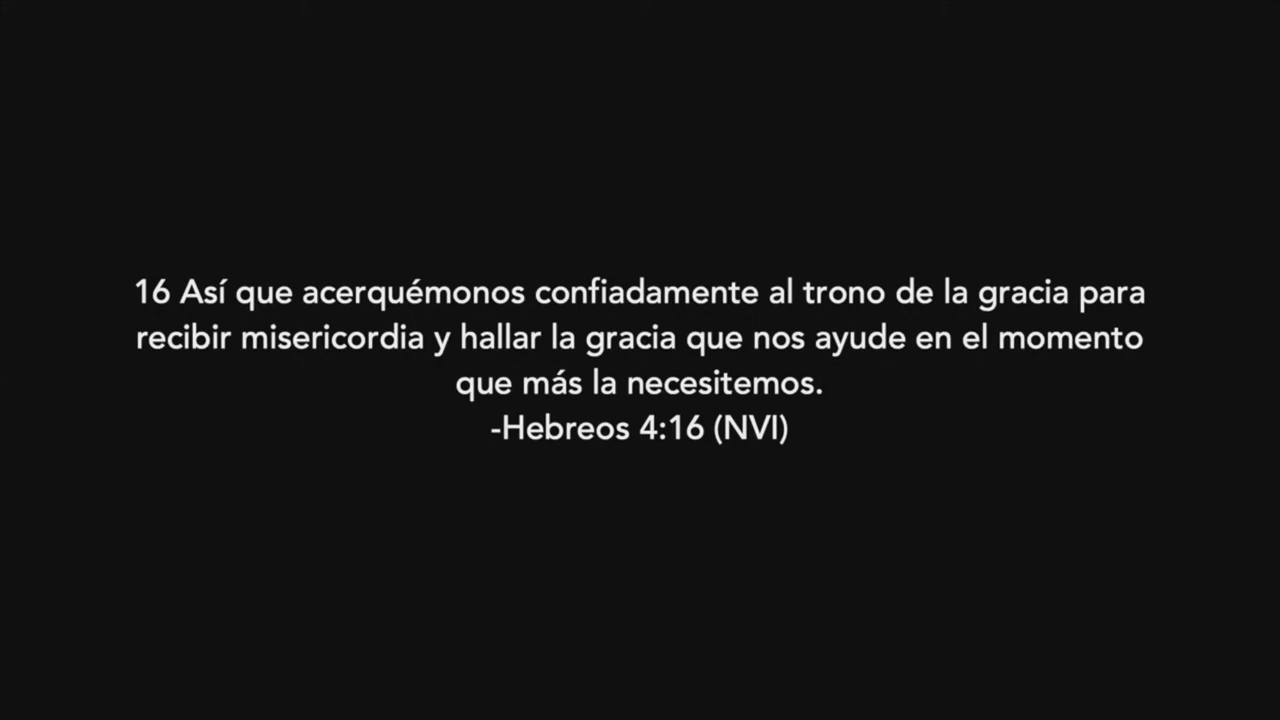 16 Así que acerquémonos confiadamente al trono de la gracia para
recibir misericordia y hallar la gracia que nos ayude en el momento
que más la necesitemos.
-Hebreos 4:16 (NVI)